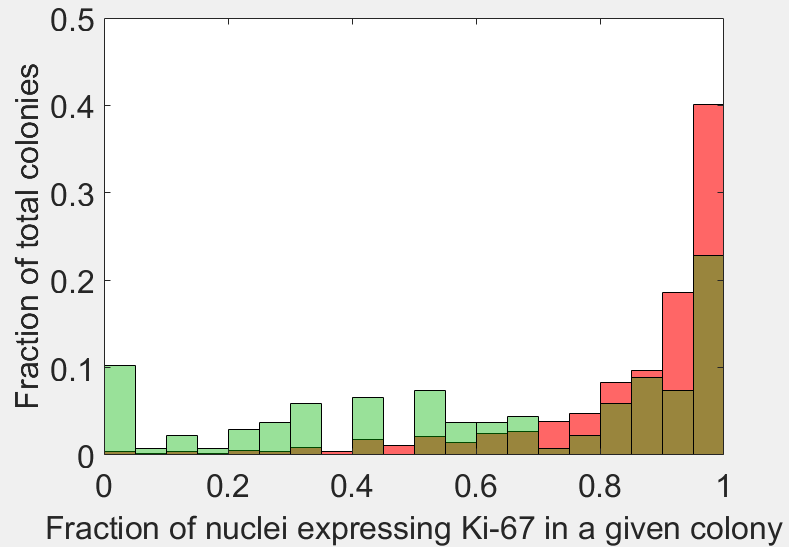 Fraction of total colonies
0.5
0.4
0.3
0.2
0.1
0
0 0.2 0.4 0.6 0.8 1
Fraction of nuclei expressing Ki-67 in a given colony